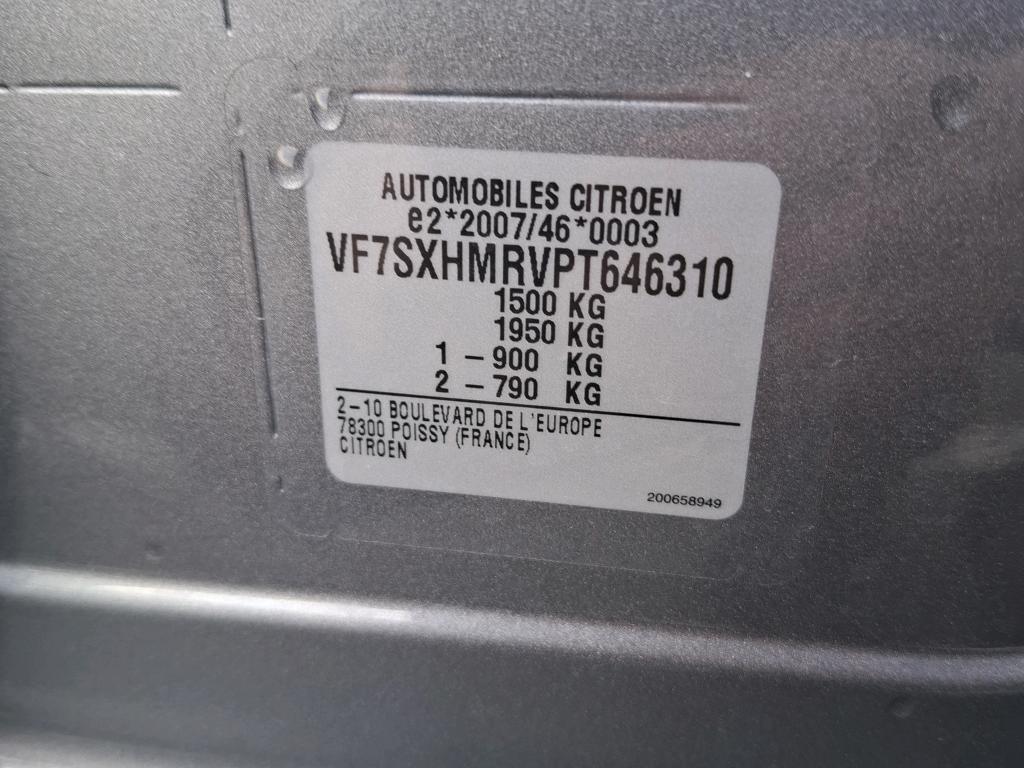 AUTOMOBILES CITROEN
e2*2007/46*0003
VF7SXHMRVPT646310
1500 KG
1950 KG
1 – 900 KG
2 – 790 KG
2–10 BOULEVARD DE L'EUROPE
78300 POISSY (FRANCE)
CITROEN
200658949